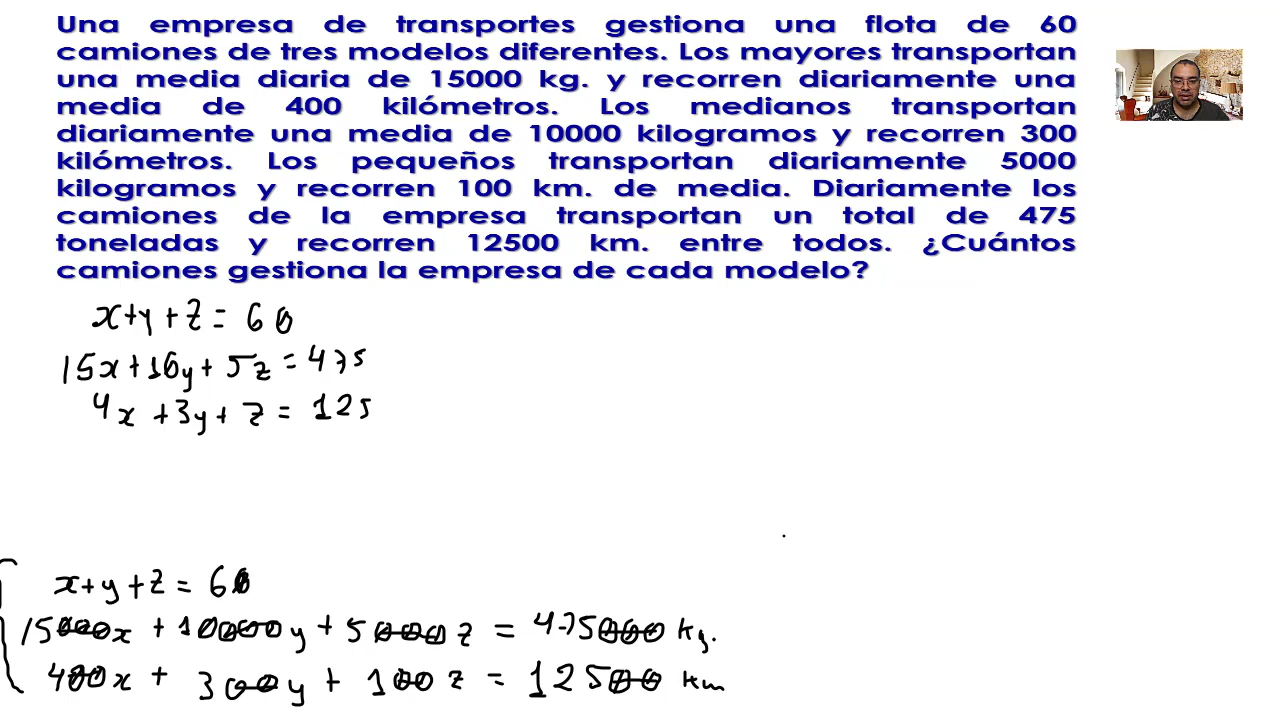 Una empresa de transportes gestiona una flota de 60
camiones de tres modelos diferentes. Los mayores transportan
una media diaria de 15000 kg. y recorren diariamente una
media de 400 kilómetros. Los medianos transportan
diariamente una media de 10000 kilogramos y recorren 300
kilómetros. Los pequeños transportan diariamente 5000
kilogramos y recorren 100 km. de media. Diariamente los
camiones de la empresa transportan un total de 475
toneladas y recorren 12500 km. entre todos. ¿Cuántos
camiones gestiona la empresa de cada modelo?
x+y+z=60
15x+10y+5z=475
4x+3y+z=125
x+y+z=60
15000x+10000y+5000z=475000 kg.
400x+300y+100z=12500 km